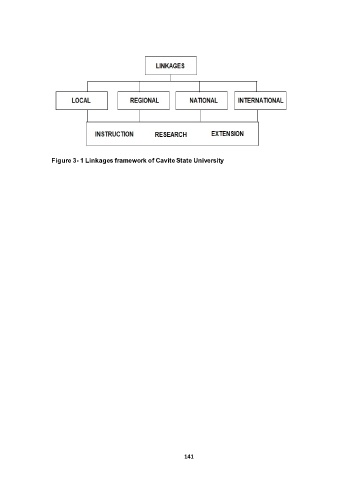 LINKAGES
LOCAL REGIONAL NATIONAL INTERNATIONAL
INSTRUCTION RESEARCH EXTENSION
Figure 3- 1 Linkages framework of Cavite State University
141